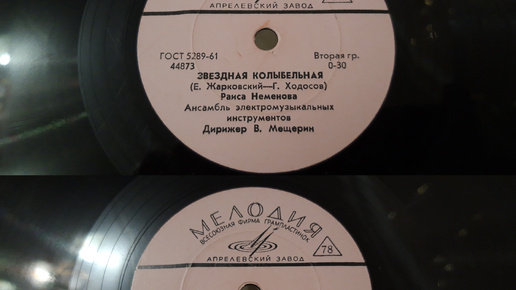 АПРЕЛЕВСКИЙ ЗАВОД
ГОСТ 5289-61
Вторая гр.
44873
0-30
ЗВЕЗДНАЯ КОЛЫБЕЛЬНАЯ
(Е. Жарковский—Г. Ходосов)
Раиса Неменова
Ансамбль электромузыкальных
инструментов
Дирижер В. Мещерин
МЕЛОДИЯ
ВСЕСОЮЗНАЯ ФИРМА ГРАМПЛАСТИНОК
78
АПРЕЛЕВСКИЙ ЗАВОД